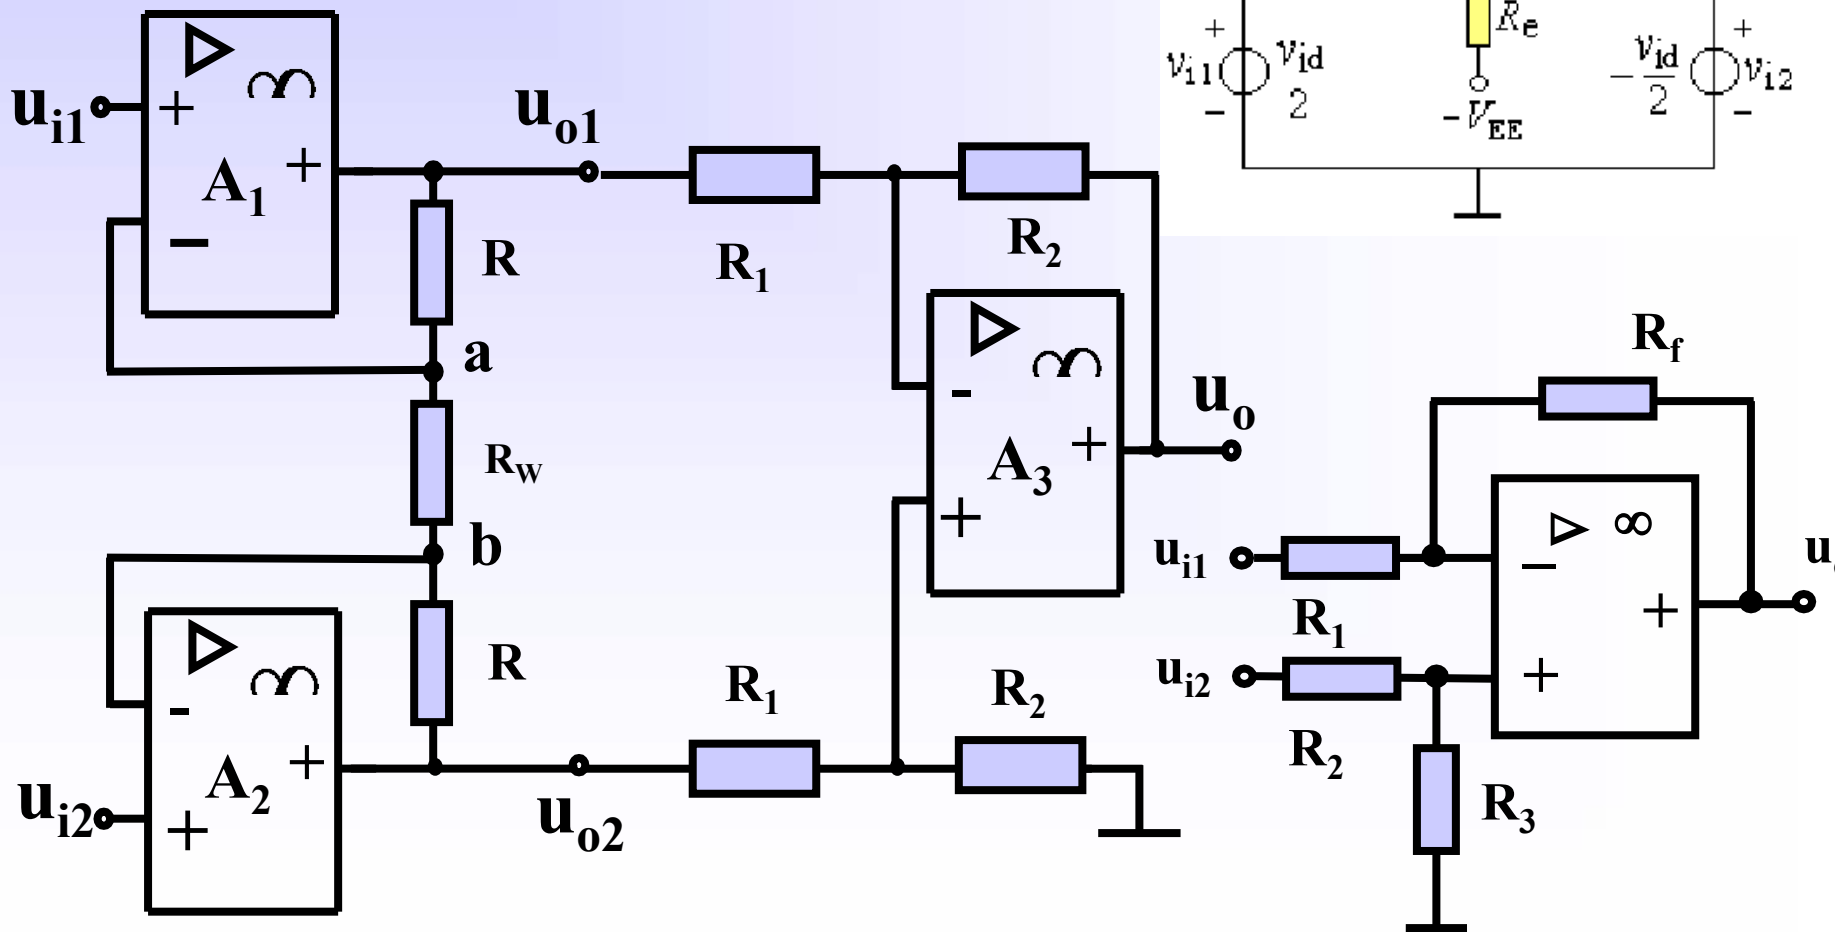 ∞
u_i1
+
A_1
+
−
u_o1
R
R_1
R_2
a
R_W
b
R
∞
-
A_2
+
u_i2
+
u_o2
R_1
R_2
∞
-
A_3
+
+
u_o
+
v_i1
v_id
2
−
R_e
-V_EE
- v_id
2
+
v_i2
−
R_f
u_i1
R_1
u_i2
R_2
R_3
∞
−
+
+
u